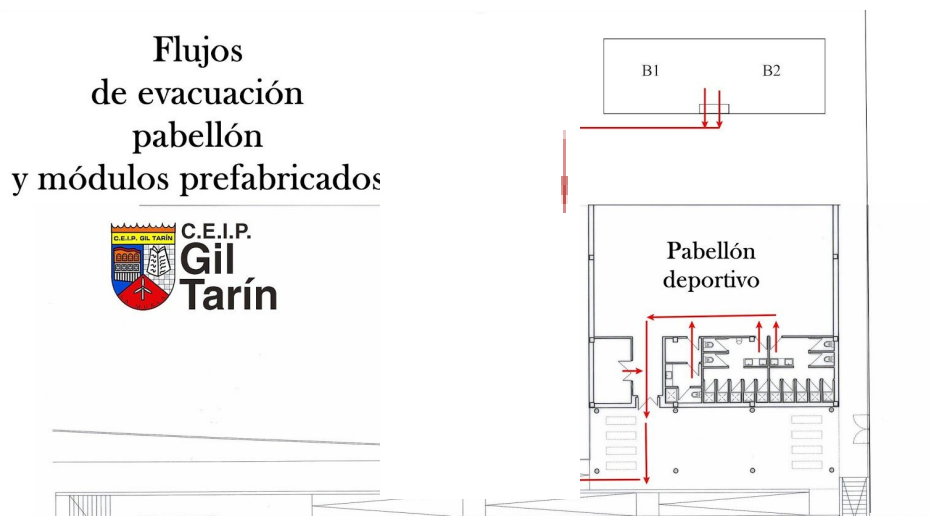 Flujos
de evacuación
pabellón
y módulos prefabricados
C.E.I.P. GIL TARÍN
C.E.I.P.
Gil
Tarín
B1
B2
Pabellón
deportivo